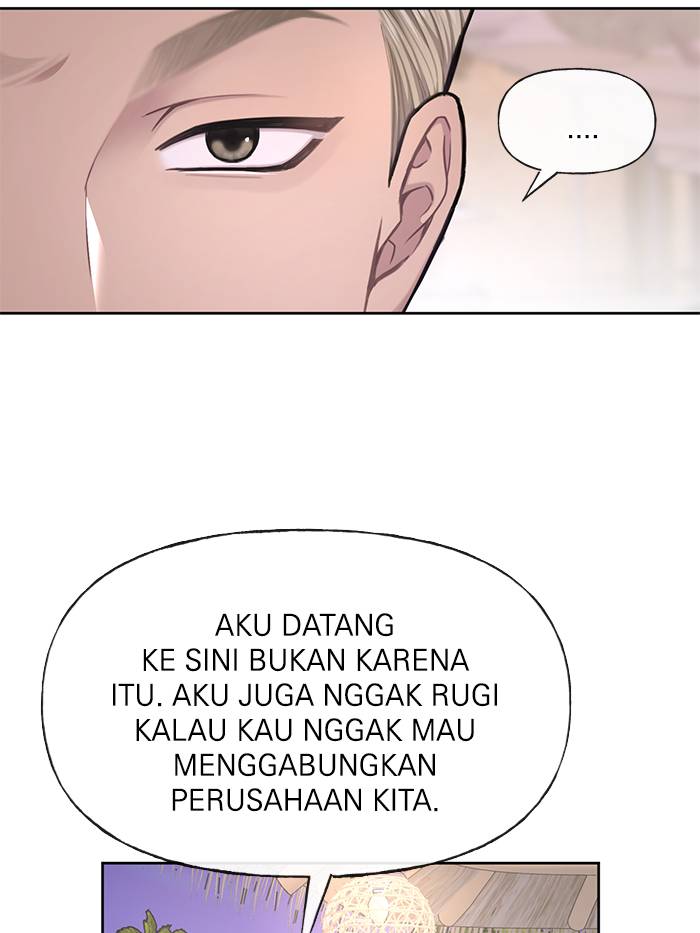 ....
AKU DATANG
KE SINI BUKAN KARENA
ITU. AKU JUGA NGGAK RUGI
KALAU KAU NGGAK MAU
MENGGABUNGKAN
PERUSAHAAN KITA.